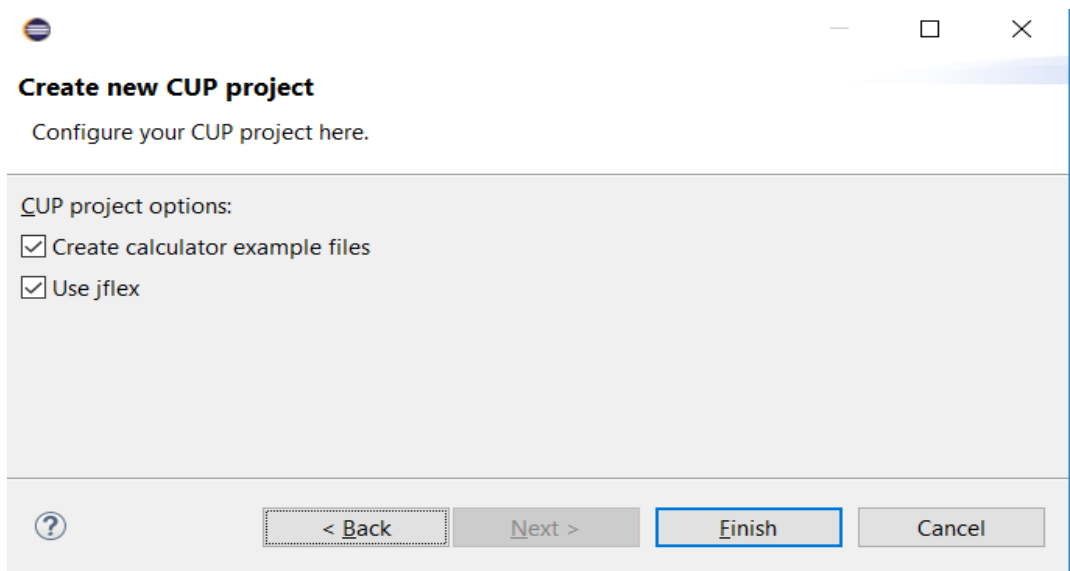 Create new CUP project
Configure your CUP project here.
CUP project options:
Create calculator example files
Use jflex
? < Back Next > Finish Cancel